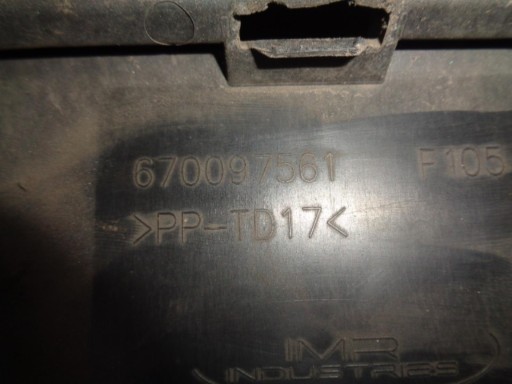 670097561 F105
>PP-TD17<
IMR
INDUSTRIES